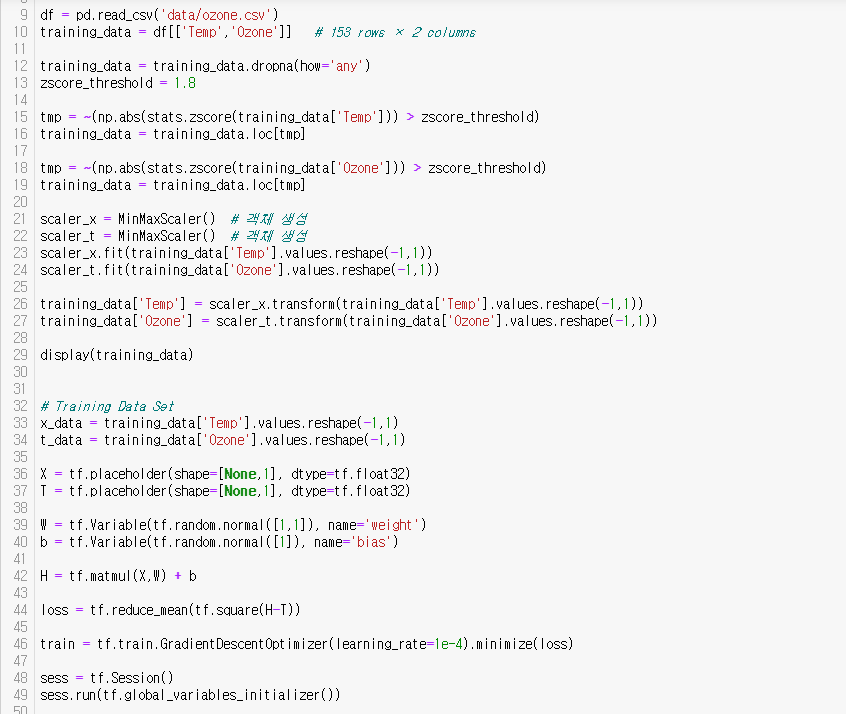 9 df = pd.read_csv('data/ozone.csv')
10 training_data = df[['Temp','Ozone']]   # 153 rows × 2 columns
11
12 training_data = training_data.dropna(how='any')
13 zscore_threshold = 1.8
14
15 tmp = ~(np.abs(stats.zscore(training_data['Temp'])) > zscore_threshold)
16 training_data = training_data.loc[tmp]
17
18 tmp = ~(np.abs(stats.zscore(training_data['Ozone'])) > zscore_threshold)
19 training_data = training_data.loc[tmp]
20
21 scaler_x = MinMaxScaler()  # 객체 생성
22 scaler_t = MinMaxScaler()  # 객체 생성
23 scaler_x.fit(training_data['Temp'].values.reshape(-1,1))
24 scaler_t.fit(training_data['Ozone'].values.reshape(-1,1))
25
26 training_data['Temp'] = scaler_x.transform(training_data['Temp'].values.reshape(-1,1))
27 training_data['Ozone'] = scaler_t.transform(training_data['Ozone'].values.reshape(-1,1))
28
29 display(training_data)
30
31
32 # Training Data Set
33 x_data = training_data['Temp'].values.reshape(-1,1)
34 t_data = training_data['Ozone'].values.reshape(-1,1)
35
36 X = tf.placeholder(shape=[None,1], dtype=tf.float32)
37 T = tf.placeholder(shape=[None,1], dtype=tf.float32)
38
39 W = tf.Variable(tf.random.normal([1,1]), name='weight')
40 b = tf.Variable(tf.random.normal([1]), name='bias')
41
42 H = tf.matmul(X,W) + b
43
44 loss = tf.reduce_mean(tf.square(H-T))
45
46 train = tf.train.GradientDescentOptimizer(learning_rate=1e-4).minimize(loss)
47
48 sess = tf.Session()
49 sess.run(tf.global_variables_initializer())
50